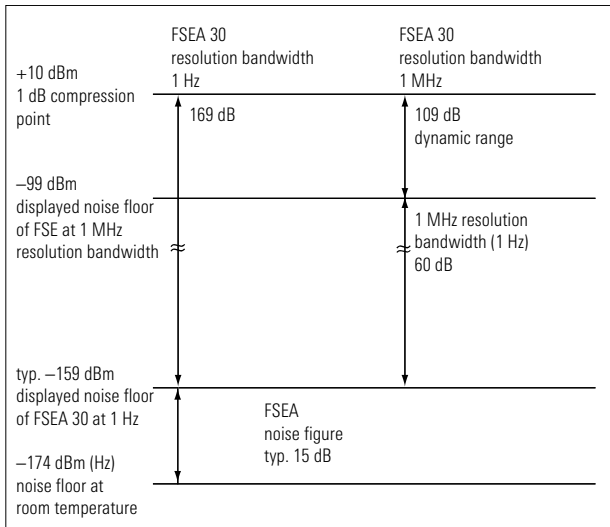 FSEA 30
resolution bandwidth
1 Hz
FSEA 30
resolution bandwidth
1 MHz
+10 dBm
1 dB compression
point
169 dB
109 dB
dynamic range
–99 dBm
displayed noise floor
of FSE at 1 MHz
resolution bandwidth
1 MHz resolution
bandwidth (1 Hz)
60 dB
typ. –159 dBm
displayed noise floor
of FSEA 30 at 1 Hz
FSEA
noise figure
typ. 15 dB
–174 dBm (Hz)
noise floor at
room temperature